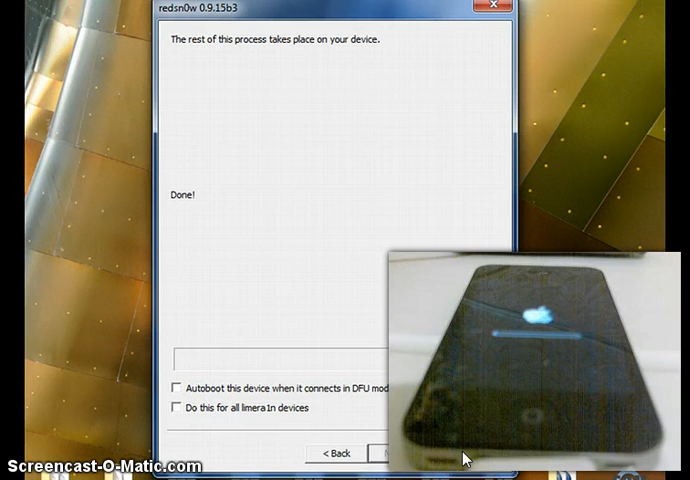 redsn0w 0.9.15b3
The rest of this process takes place on your device.
Done!
Autoboot this device when it connects in DFU
Do this for all limera1n devices
< Back
Screencast-O-Matic.com